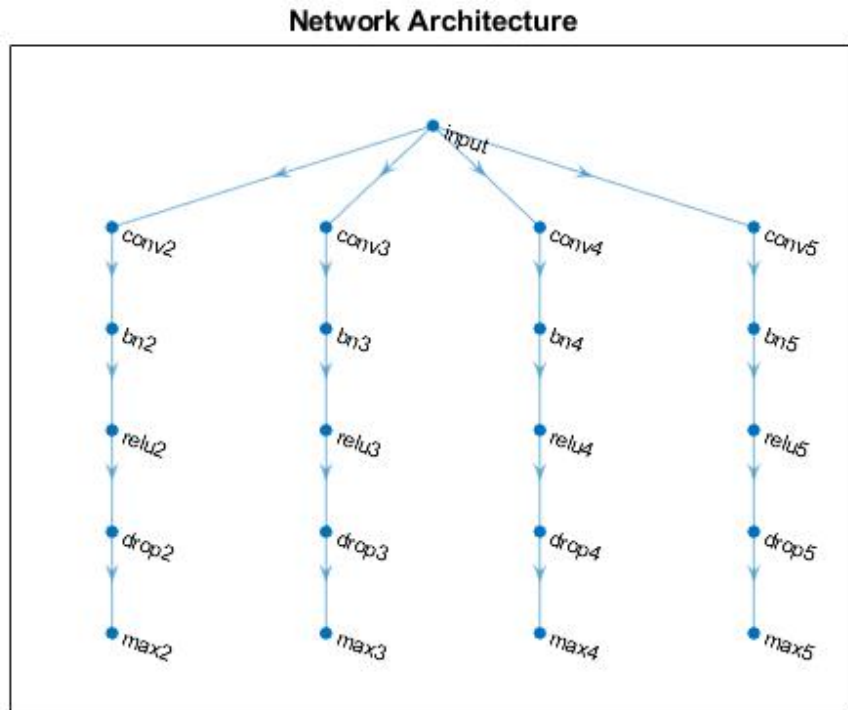 Network Architecture
input
conv2 conv3 conv4 conv5
bn2 bn3 bn4 bn5
relu2 relu3 relu4 relu5
drop2 drop3 drop4 drop5
max2 max3 max4 max5